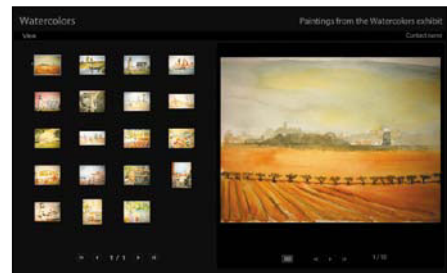 Watercolors
Paintings from the Watercolors exhibit
View
Contact name
1 / 1
1 / 10